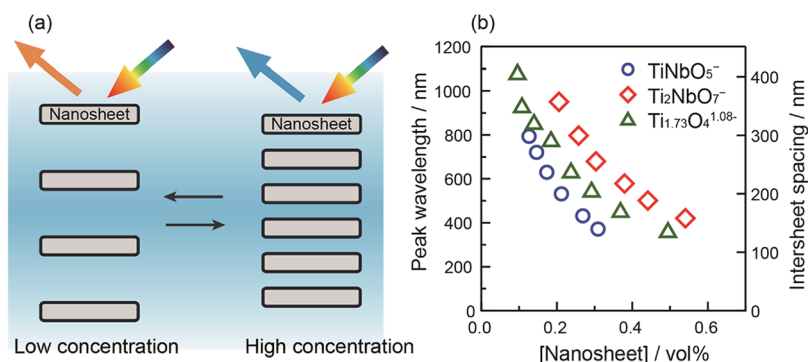 (a)
Nanosheet
Nanosheet
Low concentration
High concentration
(b)
Peak wavelength / nm
1200
1000
800
600
400
200
0
TiNbO₅⁻
Ti₂NbO₇⁻
Ti₁.₇₃O₄¹·⁰⁸⁻
400
300
200
100
0
Intersheet spacing / nm
0.0
0.2
0.4
0.6
[Nanosheet] / vol%